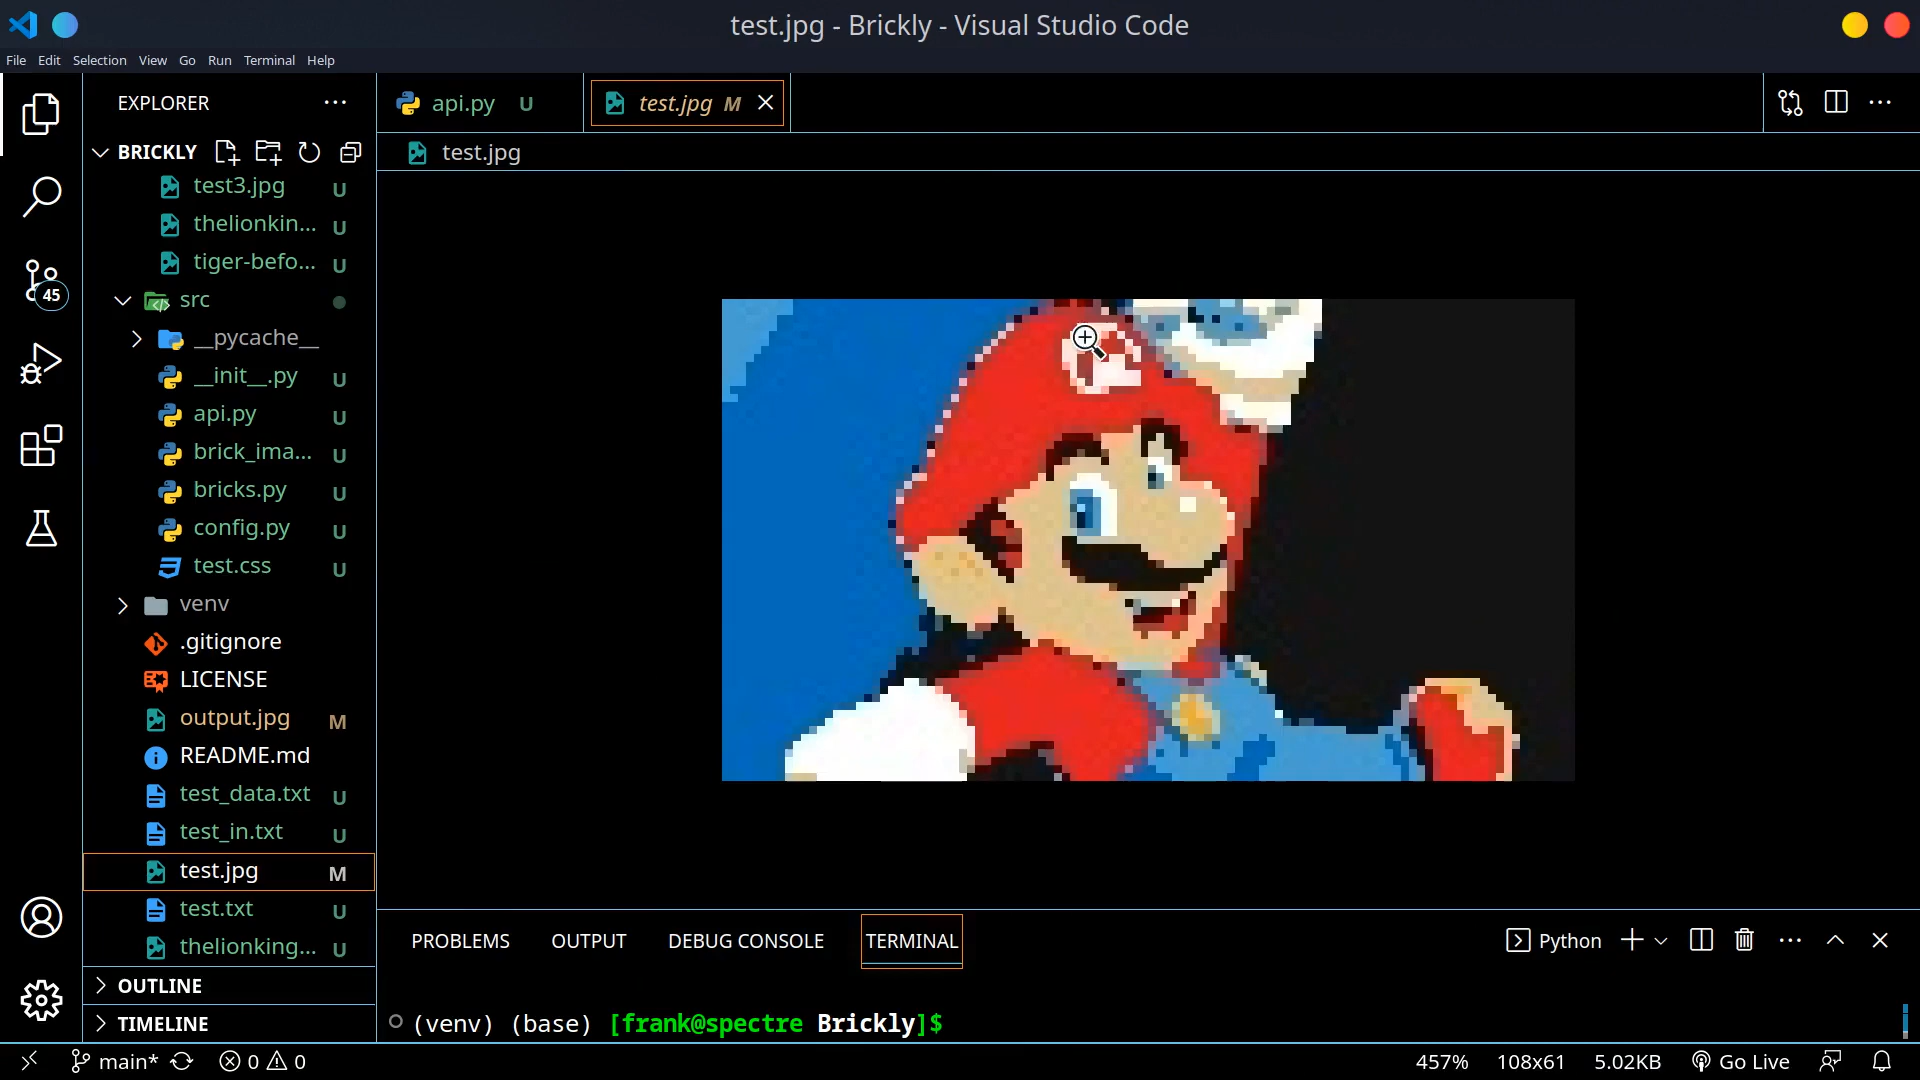 test.jpg - Brickly - Visual Studio Code
File Edit Selection View Go Run Terminal Help
EXPLORER
api.py U
test.jpg M
BRICKLY
test.jpg
test3.jpg U
thelionkin... U
tiger-befo... U
src
__pycache__
__init__.py U
api.py U
brick_ima... U
bricks.py U
config.py U
test.css U
venv
.gitignore
LICENSE
output.jpg M
README.md
test_data.txt U
test_in.txt U
test.jpg M
test.txt U
thelionking... U
OUTLINE
TIMELINE
45
PROBLEMS OUTPUT DEBUG CONSOLE TERMINAL
Python
(venv) (base) [frank@spectre Brickly]$
main* 0 0
457% 108x61 5.02KB Go Live